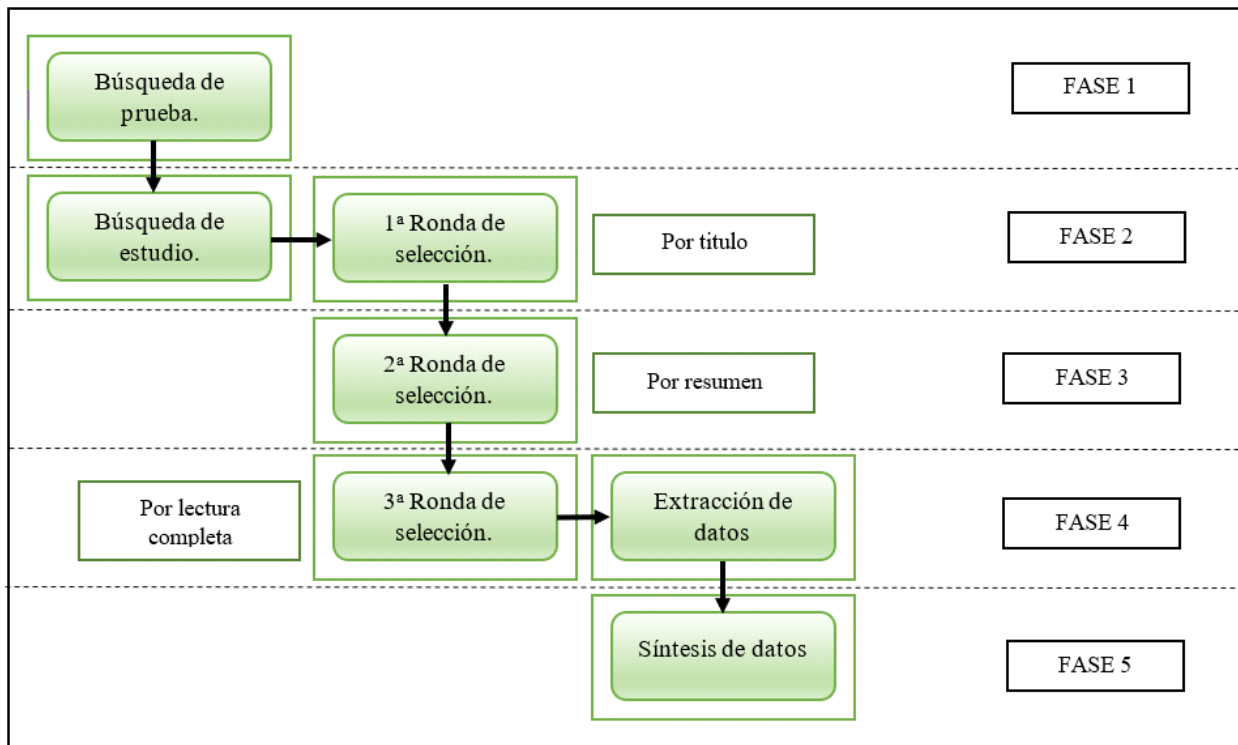 Búsqueda de
prueba.
FASE 1
Búsqueda de
estudio.
1ª Ronda de
selección.
Por titulo
FASE 2
2ª Ronda de
selección.
Por resumen
FASE 3
Por lectura
completa
3ª Ronda de
selección.
Extracción de
datos
FASE 4
Síntesis de datos
FASE 5